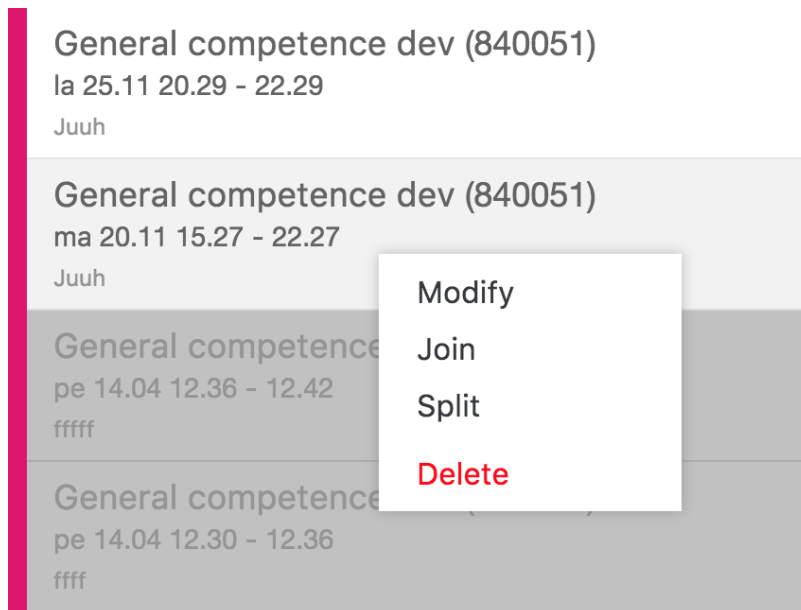 General competence dev (840051)
la 25.11 20.29 - 22.29
Juuh
General competence dev (840051)
ma 20.11 15.27 - 22.27
Juuh
Modify
Join
Split
Delete
General competence
pe 14.04 12.36 - 12.42
fffff
General competence
pe 14.04 12.30 - 12.36
ffff